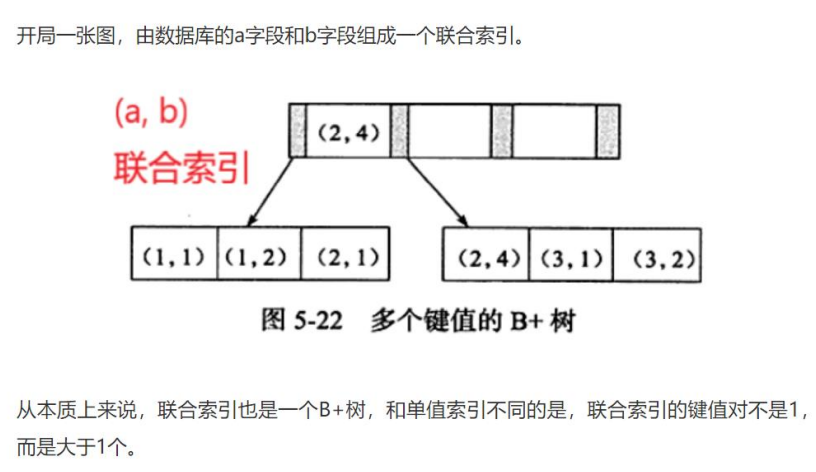 开局一张图，由数据库的a字段和b字段组成一个联合索引。
(a, b)
联合索引
(2,4)
(1,1) (1,2) (2,1) (2,4) (3,1) (3,2)
图 5-22 多个键值的 B+ 树
从本质上来说，联合索引也是一个B+树，和单值索引不同的是，联合索引的键值对不是1，
而是大于1个。